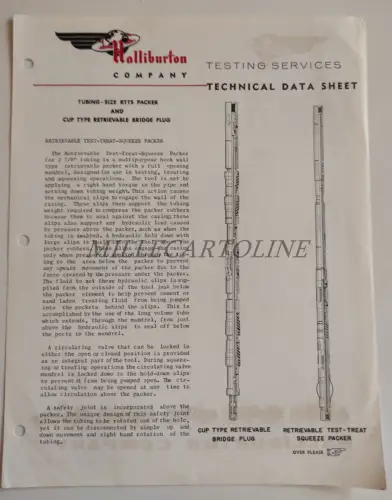 Halliburton
COMPANY
TESTING SERVICES
TECHNICAL DATA SHEET
TUBING-SIZE RTTS PACKER
AND
CUP TYPE RETRIEVABLE BRIDGE PLUG
RETRIEVABLE TEST-TREAT-SQUEEZE PACKER
The Retrievable Test-Treat-Squeeze Packer
for 2 7/8" tubing is a multipurpose hook wall
type retrievable packer with a full opening
mandrel, designed for use in testing, treating
and squeezing operations. The tool is set by
applying a right hand torque to the pipe and
setting down tubing weight. This action causes
the mechanical slips to engage the wall of the
casing. These slips then support the tubing
weight required to compress the packer rubbers
because them to seal against the casing; these
slips also support any hydraulic load caused
by pressure above the packer, such as when the
tubing is swabbed. A hydraulic hold down with
large slips is
packer rubbers. These slips engage the casing
only when pressure
ing to the area below the packer to prevent
any upward movement of the packer due to the
force created by the pressure under the packer.
The fluid to set these hydraulic slips is sup-
plied from the outside of the tool just below
the packer element to help prevent cement or
sand laden treating fluid from being pumped
into the pockets behind the slips. This is
accomplished by the use of the long volume tube
which extends, through the mandrel, from just
above the hydraulic slips to seal off below
the ports in the mandrel.
A circulating valve that can be locked in
either the open or closed position is provided
as an integral part of the tool. During squeez-
ing or treating operations the circulating valve
mandrel is locked down to the hold-down slips
to prevent it from being pumped open. The cir-
culating valve may be opened at any time to
allow circulation above the packer.
A safety joint is incorporated above the
packer. The unique design of this safety joint
allows the tubing to be rotated out of the hole,
yet it can be disconnected by simple up and
down movement and right hand rotation of the
tubing.
CUP TYPE RETRIEVABLE
BRIDGE PLUG
RETRIEVABLE TEST-TREAT
SQUEEZE PACKER
OVER PLEASE
MILLECARTOLINE